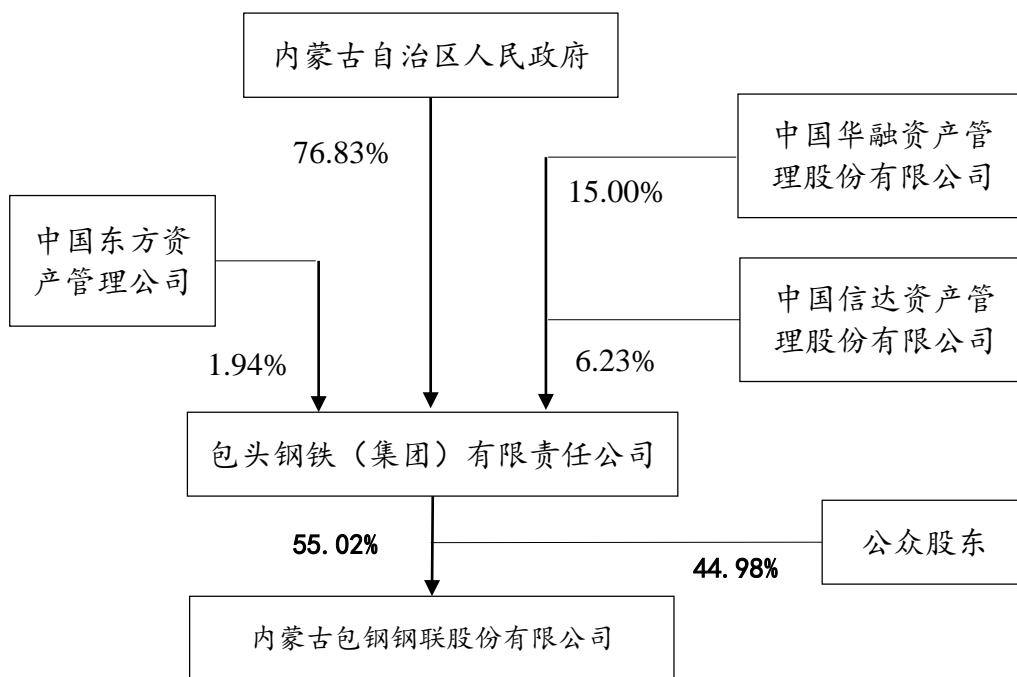 内蒙古自治区人民政府
76.83%
中国华融资产管
理股份有限公司
15.00%
中国东方资
产管理公司
中国信达资产管
理股份有限公司
1.94%
6.23%
包头钢铁（集团）有限责任公司
55.02%
公众股东
44.98%
内蒙古包钢钢联股份有限公司